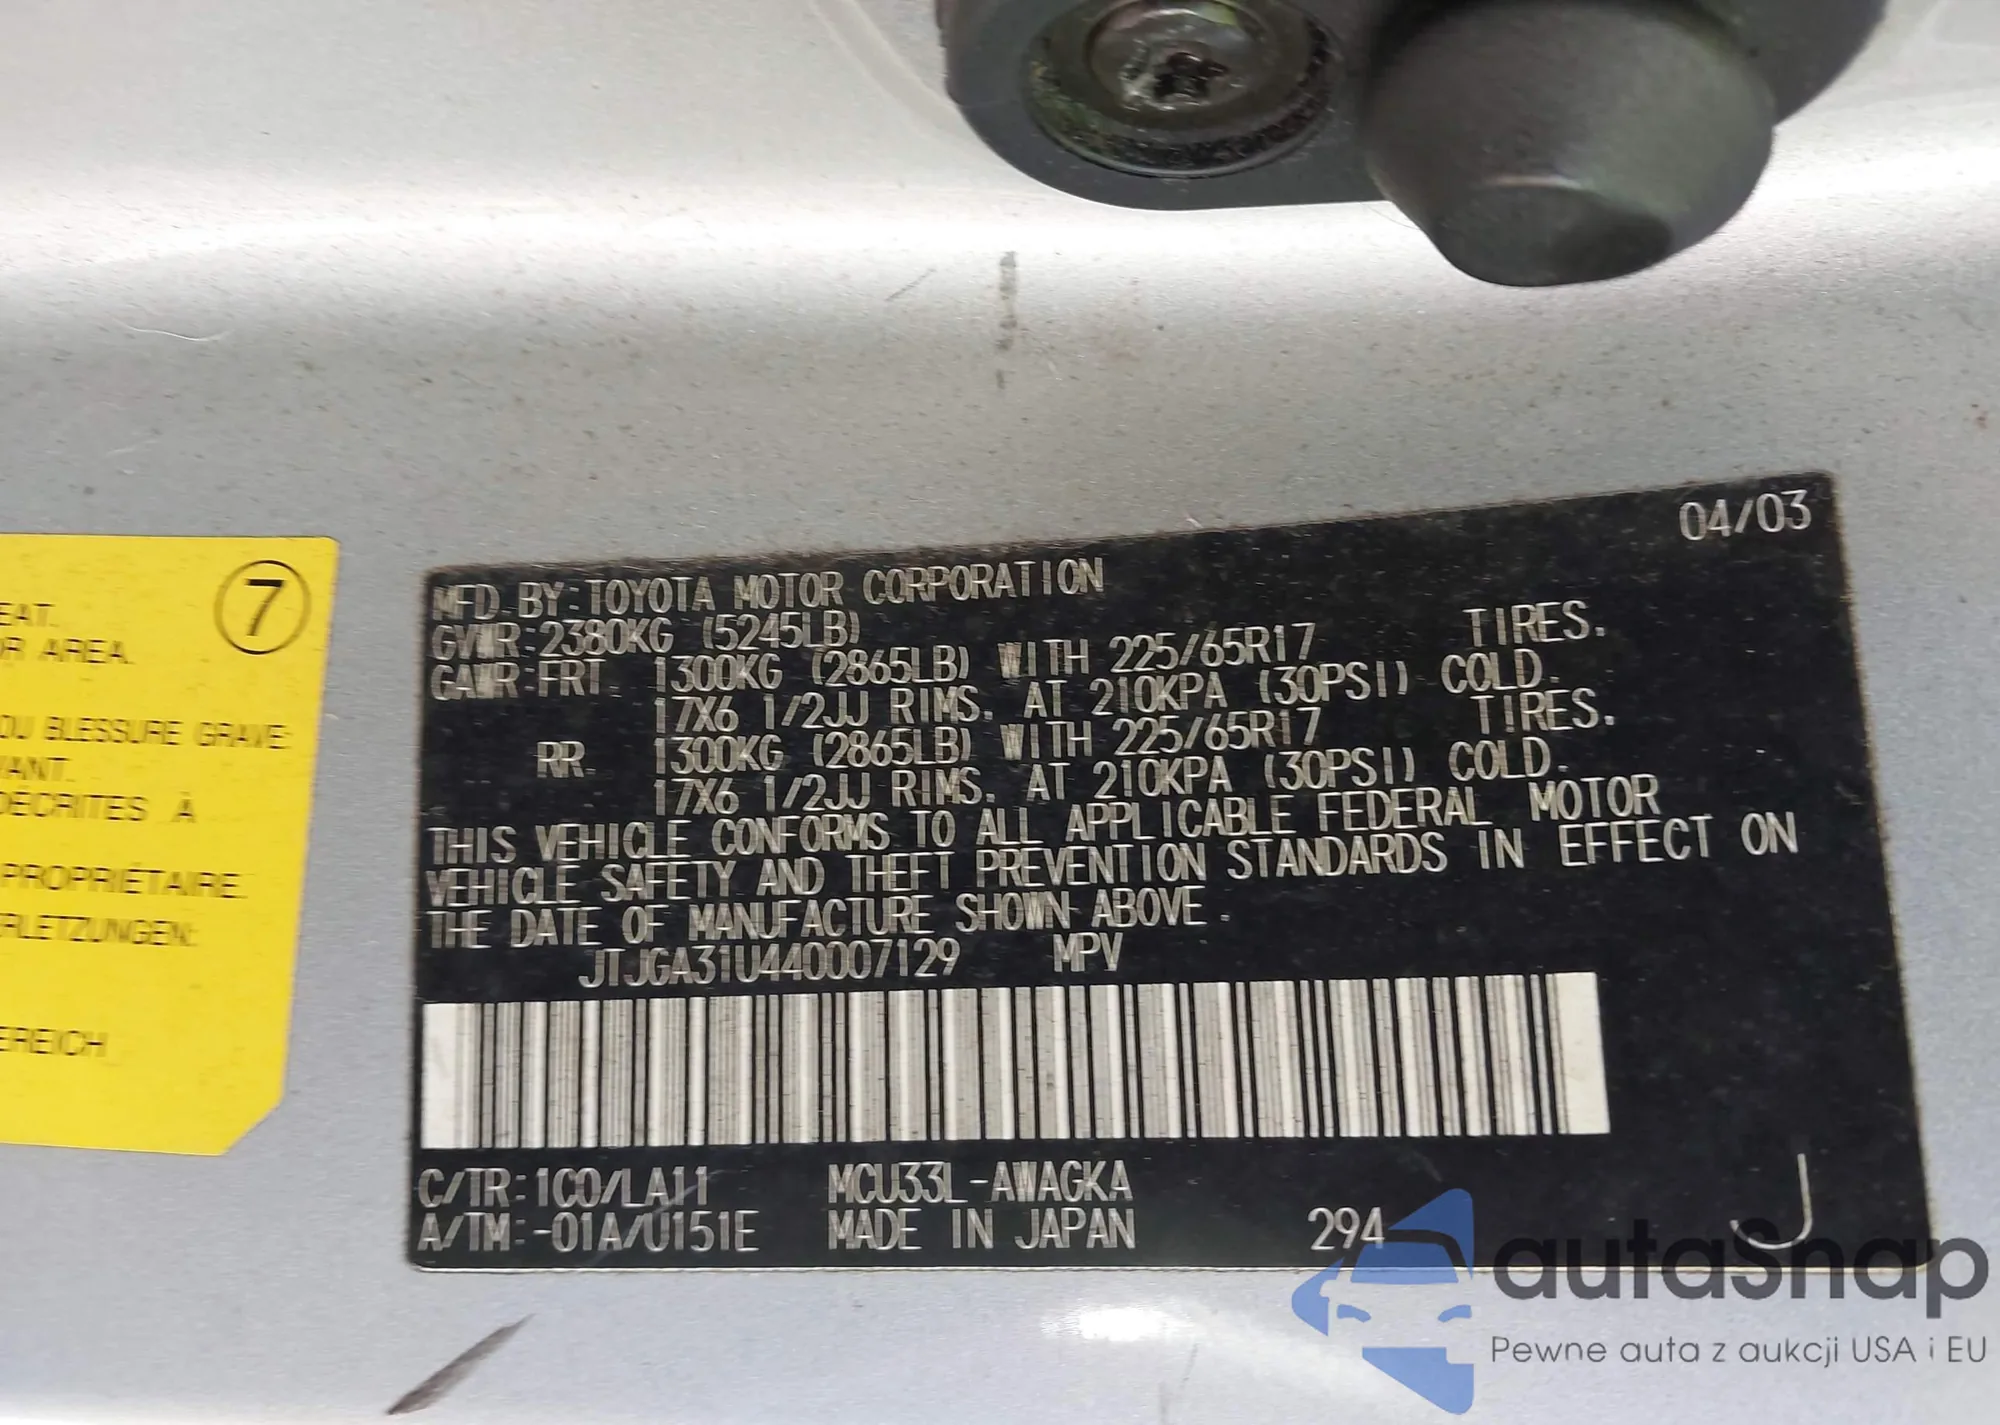 04/03
MFD BY:TOYOTA MOTOR CORPORATION
GVWR:2380KG (5245LB)
GAWR:FRT. 1300KG (2865LB) WITH 225/65R17 TIRES.
17X6 1/2JJ RIMS. AT 210KPA (30PSI) COLD.
RR. 1300KG (2865LB) WITH 225/65R17 TIRES.
17X6 1/2JJ RIMS. AT 210KPA (30PSI) COLD.
THIS VEHICLE CONFORMS TO ALL APPLICABLE FEDERAL MOTOR
VEHICLE SAFETY AND THEFT PREVENTION STANDARDS IN EFFECT ON
THE DATE OF MANUFACTURE SHOWN ABOVE.
JTJGA31U440007129 MPV
C/TR:1C0/LA11 MCU33L-AWAGKA
A/TM:-01A/U151E MADE IN JAPAN 294 J
7
EAT.
OR AREA.
OU BLESSURE GRAVE:
VANT.
DÉCRITES À
PROPRIÉTAIRE.
ERLETZUNGEN:
EREICH
autaSnap
Pewne auta z aukcji USA i EU